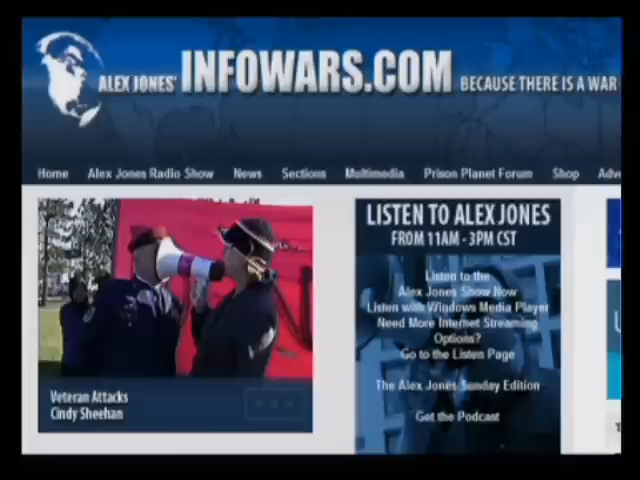 ALEX JONES' INFOWARS.COM BECAUSE THERE IS A WAR
Home Alex Jones Radio Show News Sections Multimedia Prison Planet Forum Shop
LISTEN TO ALEX JONES
FROM 11AM - 3PM CST
Listen to the
Alex Jones Show Now
Listen with Windows Media Player
Need More Internet Streaming
Options?
Go to the Listen Page
The Alex Jones Sunday Edition
Get the Podcast
Veteran Attacks
Cindy Sheehan